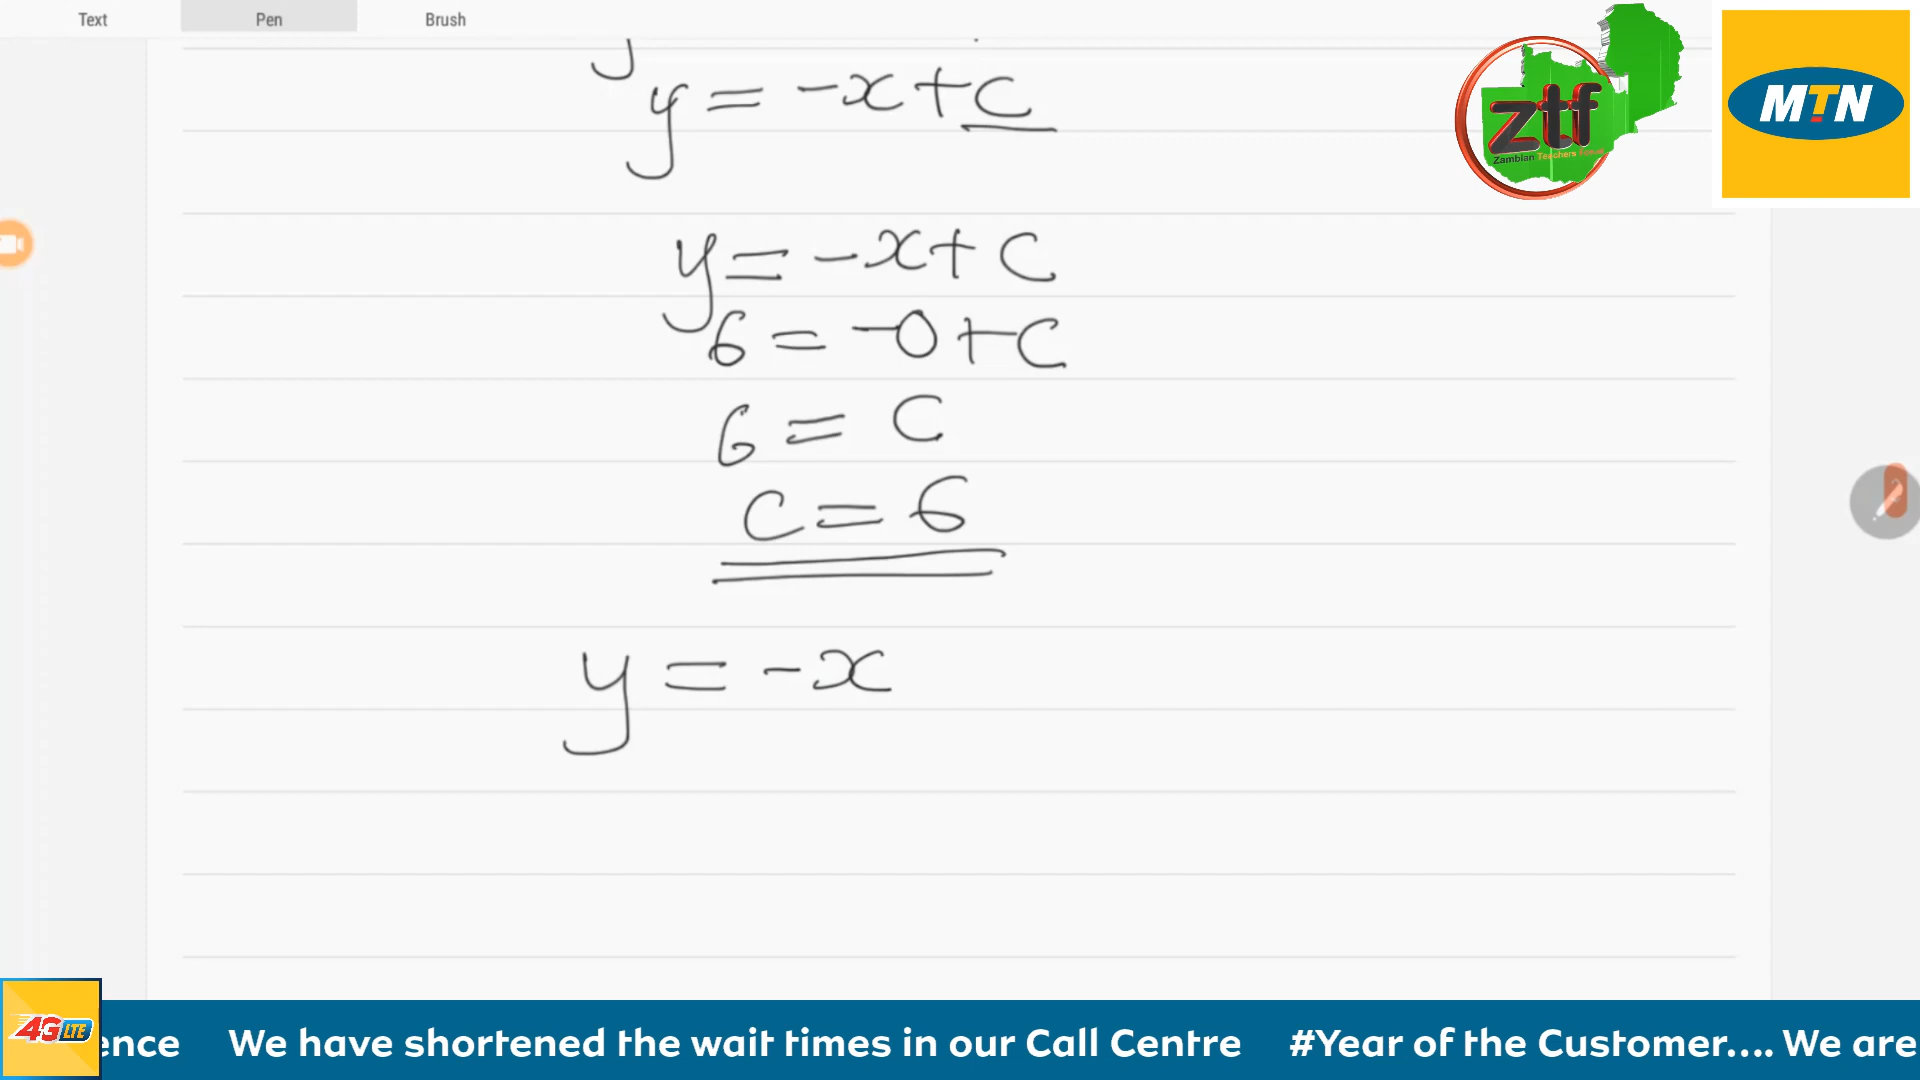 Text Pen Brush
y = -x + c
ztf
Zambian Teachers Forum
MTN
y = -x + c
6 = -0 + c
6 = c
c = 6
y = -x
4G LTE
ence We have shortened the wait times in our Call Centre #Year of the Customer.... We are